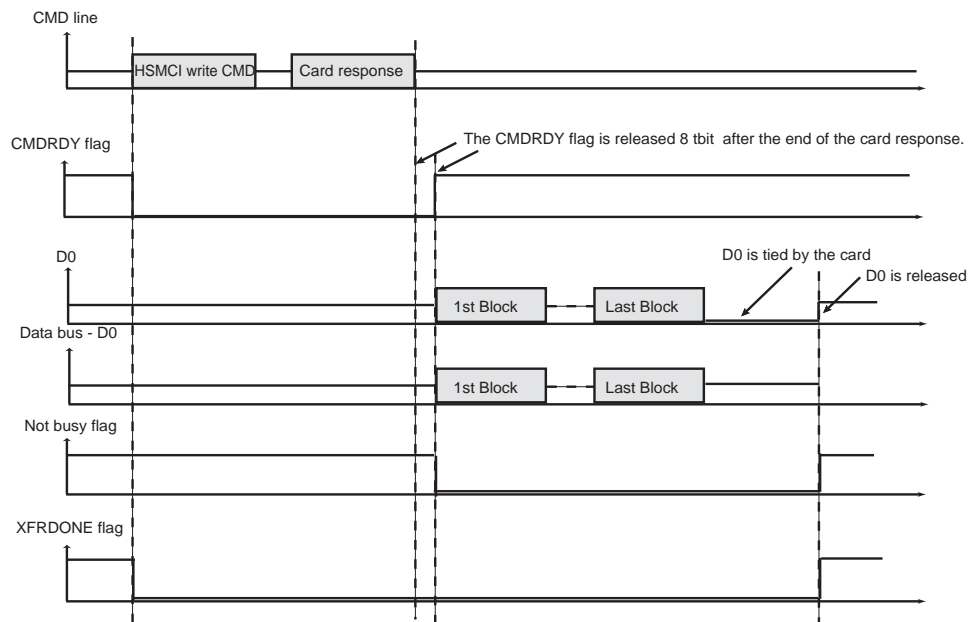 CMD line
HSMCI write CMD
Card response
CMDRDY flag
The CMDRDY flag is released 8 tbit after the end of the card response.
D0
D0 is tied by the card
D0 is released
1st Block
Last Block
Data bus - D0
1st Block
Last Block
Not busy flag
XFRDONE flag